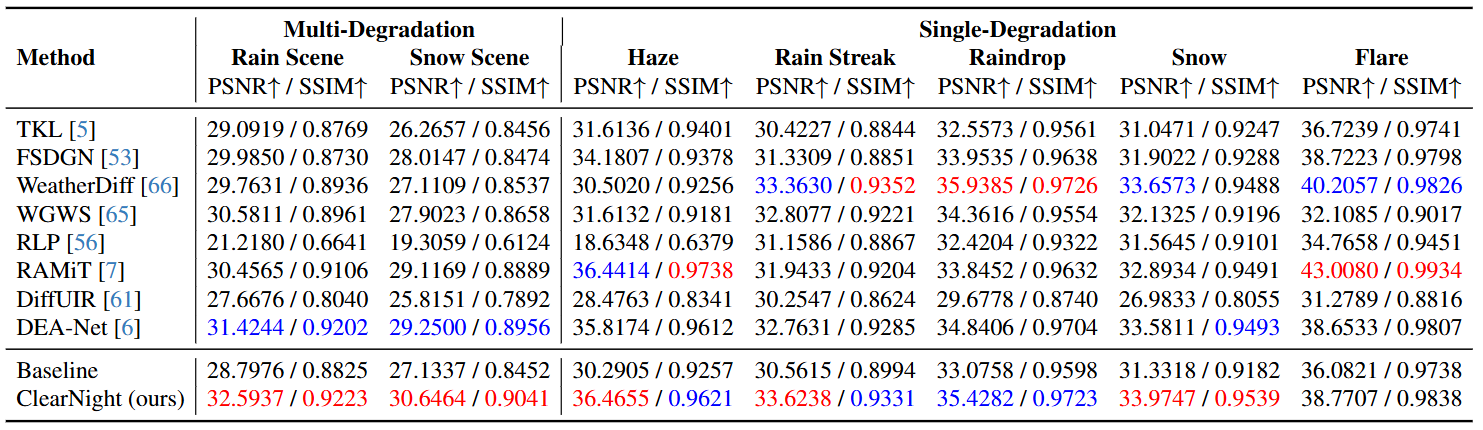 Multi-Degradation Single-Degradation
Method Rain Scene Snow Scene Haze Rain Streak Raindrop Snow Flare
PSNR↑ / SSIM↑ PSNR↑ / SSIM↑ PSNR↑ / SSIM↑ PSNR↑ / SSIM↑ PSNR↑ / SSIM↑ PSNR↑ / SSIM↑ PSNR↑ / SSIM↑
TKL [5] 29.0919 / 0.8769 26.2657 / 0.8456 31.6136 / 0.9401 30.4227 / 0.8844 32.5573 / 0.9561 31.0471 / 0.9247 36.7239 / 0.9741
FSDGN [53] 29.9850 / 0.8730 28.0147 / 0.8474 34.1807 / 0.9378 31.3309 / 0.8851 33.9535 / 0.9638 31.9022 / 0.9288 38.7223 / 0.9798
WeatherDiff [66] 29.7631 / 0.8936 27.1109 / 0.8537 30.5020 / 0.9256 33.3630 / 0.9352 35.9385 / 0.9726 33.6573 / 0.9488 40.2057 / 0.9826
WGWS [65] 30.5811 / 0.8961 27.9023 / 0.8658 31.6132 / 0.9181 32.8077 / 0.9221 34.3616 / 0.9554 32.1325 / 0.9196 32.1085 / 0.9017
RLP [56] 21.2180 / 0.6641 19.3059 / 0.6124 18.6348 / 0.6379 31.1586 / 0.8867 32.4204 / 0.9322 31.5645 / 0.9101 34.7658 / 0.9451
RAMiT [7] 30.4565 / 0.9106 29.1169 / 0.8889 36.4414 / 0.9738 31.9433 / 0.9204 33.8452 / 0.9632 32.8934 / 0.9491 43.0080 / 0.9934
DiffUIR [61] 27.6676 / 0.8040 25.8151 / 0.7892 28.4763 / 0.8341 30.2547 / 0.8624 29.6778 / 0.8740 26.9833 / 0.8055 31.2789 / 0.8816
DEA-Net [6] 31.4244 / 0.9202 29.2500 / 0.8956 35.8174 / 0.9612 32.7631 / 0.9285 34.8406 / 0.9704 33.5811 / 0.9493 38.6533 / 0.9807
Baseline 28.7976 / 0.8825 27.1337 / 0.8452 30.2905 / 0.9257 30.5615 / 0.8994 33.0758 / 0.9598 31.3318 / 0.9182 36.0821 / 0.9738
ClearNight (ours) 32.5937 / 0.9223 30.6464 / 0.9041 36.4655 / 0.9621 33.6238 / 0.9331 35.4282 / 0.9723 33.9747 / 0.9539 38.7707 / 0.9838